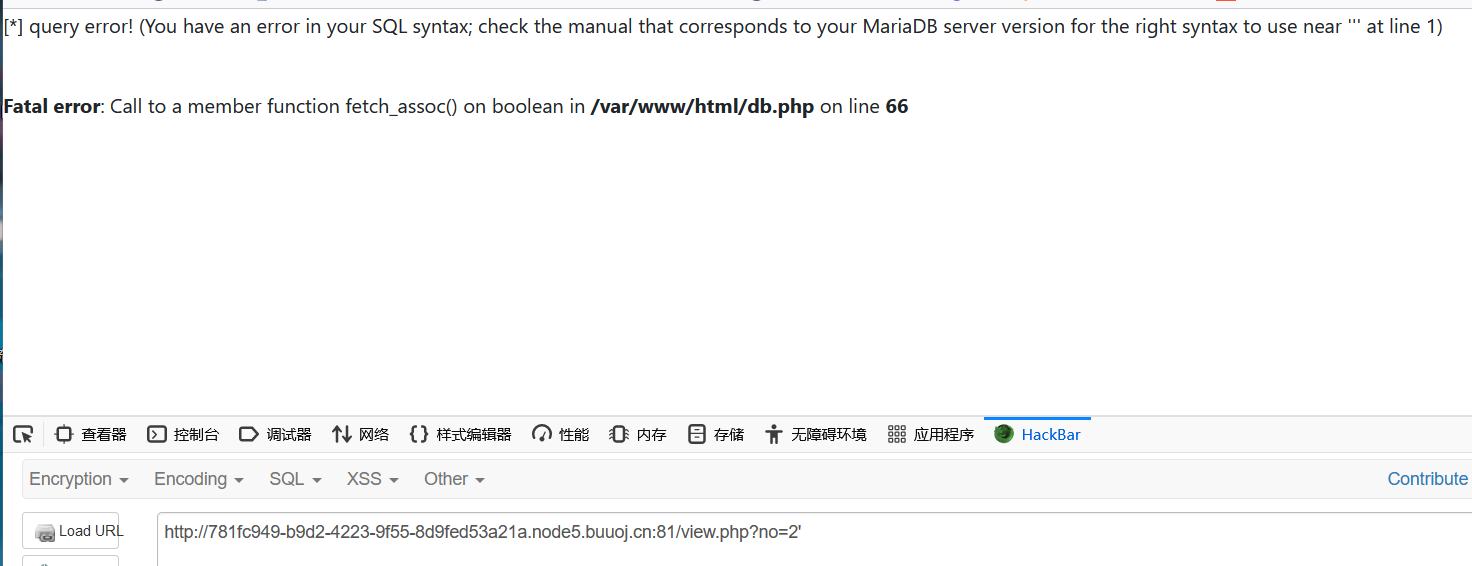 [*] query error! (You have an error in your SQL syntax; check the manual that corresponds to your MariaDB server version for the right syntax to use near ''' at line 1)
Fatal error: Call to a member function fetch_assoc() on boolean in /var/www/html/db.php on line 66
查看器 控制台 调试器 网络 样式编辑器 性能 内存 存储 无障碍环境 应用程序 HackBar
Encryption Encoding SQL XSS Other Contribute
Load URL http://781fc949-b9d2-4223-9f55-8d9fed53a21a.node5.buuoj.cn:81/view.php?no=2'